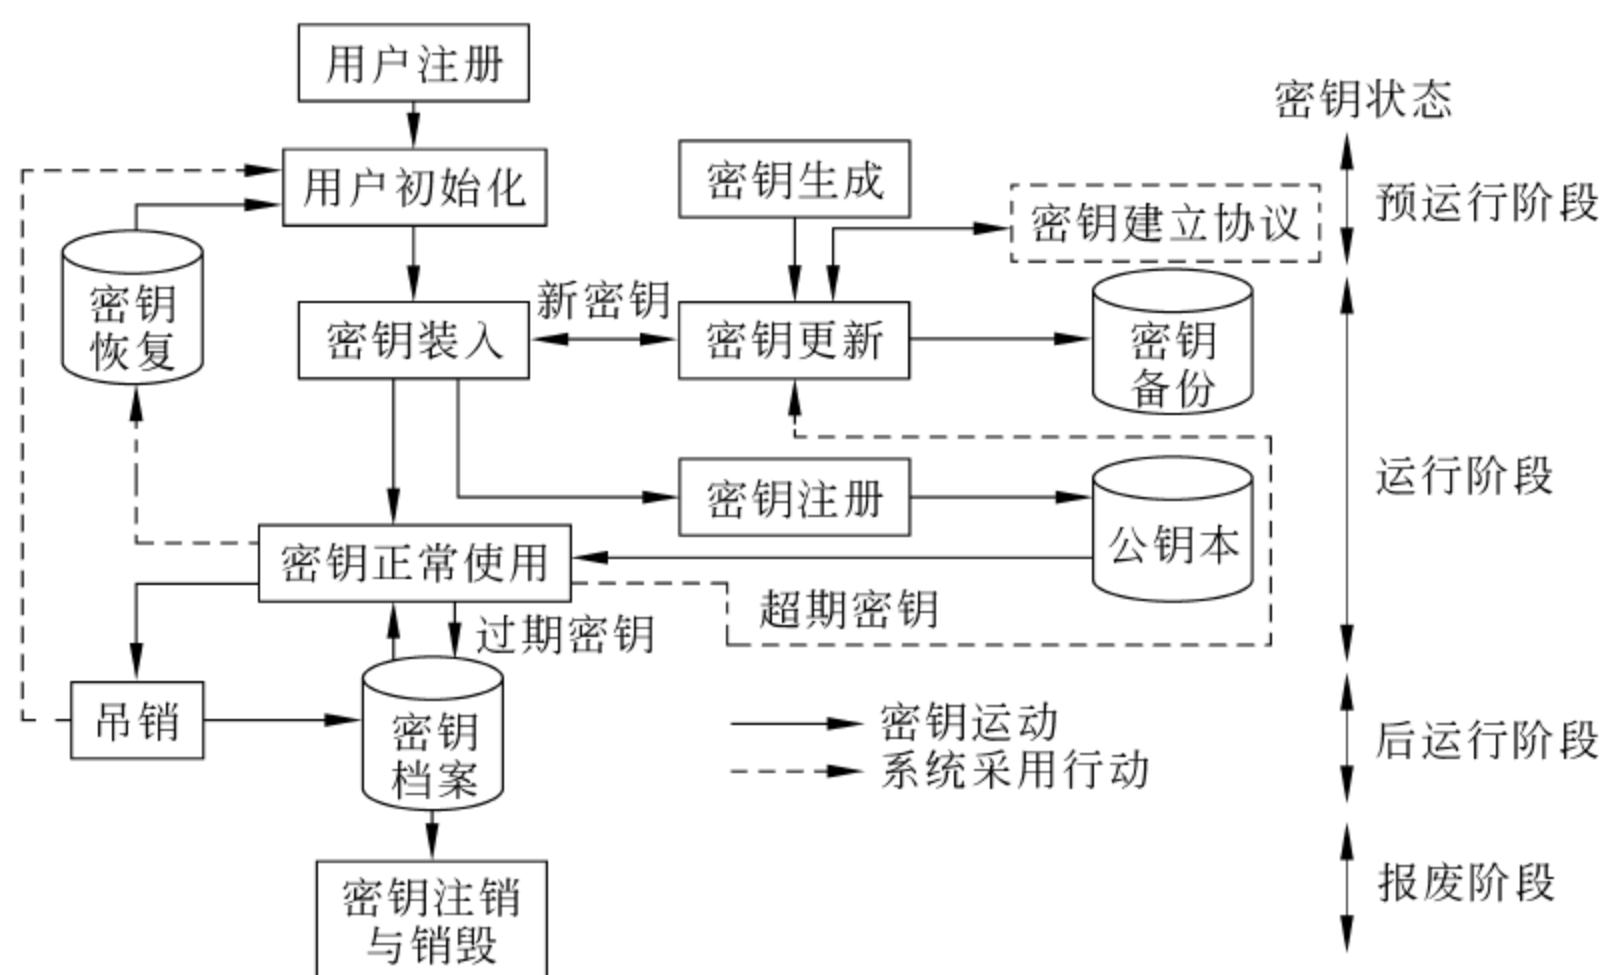 用户注册
密钥状态
用户初始化
密钥生成
密钥建立协议
预运行阶段
密钥
恢复
新密钥
密钥装入
密钥更新
密钥
备份
运行阶段
密钥注册
公钥本
密钥正常使用
超期密钥
过期密钥
吊销
密钥
档案
密钥运动
系统采用行动
后运行阶段
密钥注销
与销毁
报废阶段